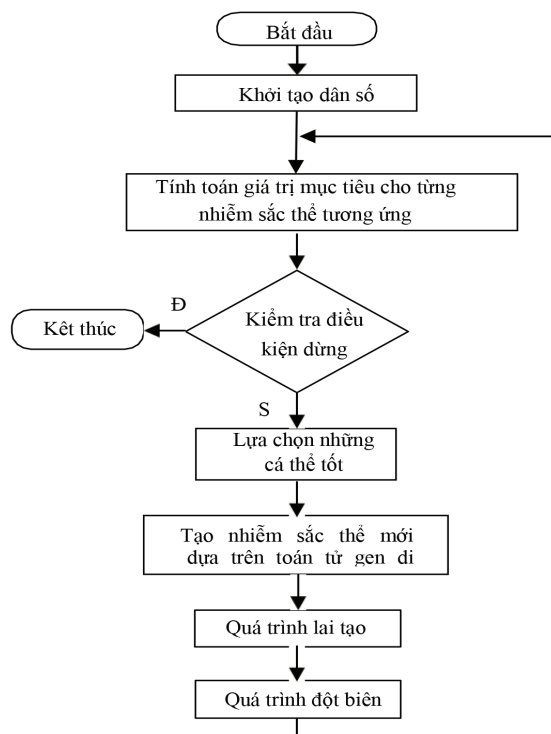 Bắt đầu
Khởi tạo dân số
Tính toán giá trị mục tiêu cho từng
nhiễm sắc thể tương ứng
Đ
Kêt thúc
Kiểm tra điều
kiện dừng
S
Lựa chọn những
cá thể tốt
Tạo nhiễm sắc thể mới
dựa trên toán tử gen di
Quá trình lai tạo
Quá trình đột biên